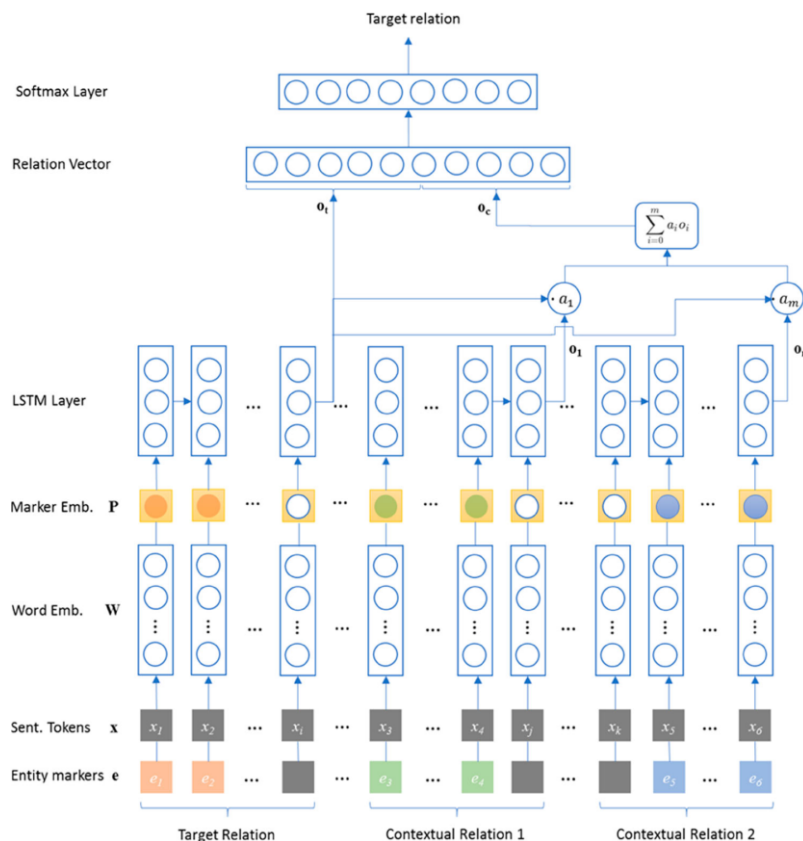 Target relation
Softmax Layer
Relation Vector
o_t o_c
m
∑ a_i o_i
i=0
· a_1 · a_m
o_1
LSTM Layer ... ... ... ... ...
Marker Emb. P ... ... ... ... ...
Word Emb. W ... ... ... ... ...
Sent. Tokens x x_1 x_2 ... x_i ... x_3 ... x_4 x_j ... x_k x_5 ... x_6
Entity markers e e_1 e_2 ... ... e_3 ... e_4 ... e_5 ... e_6
Target Relation Contextual Relation 1 Contextual Relation 2